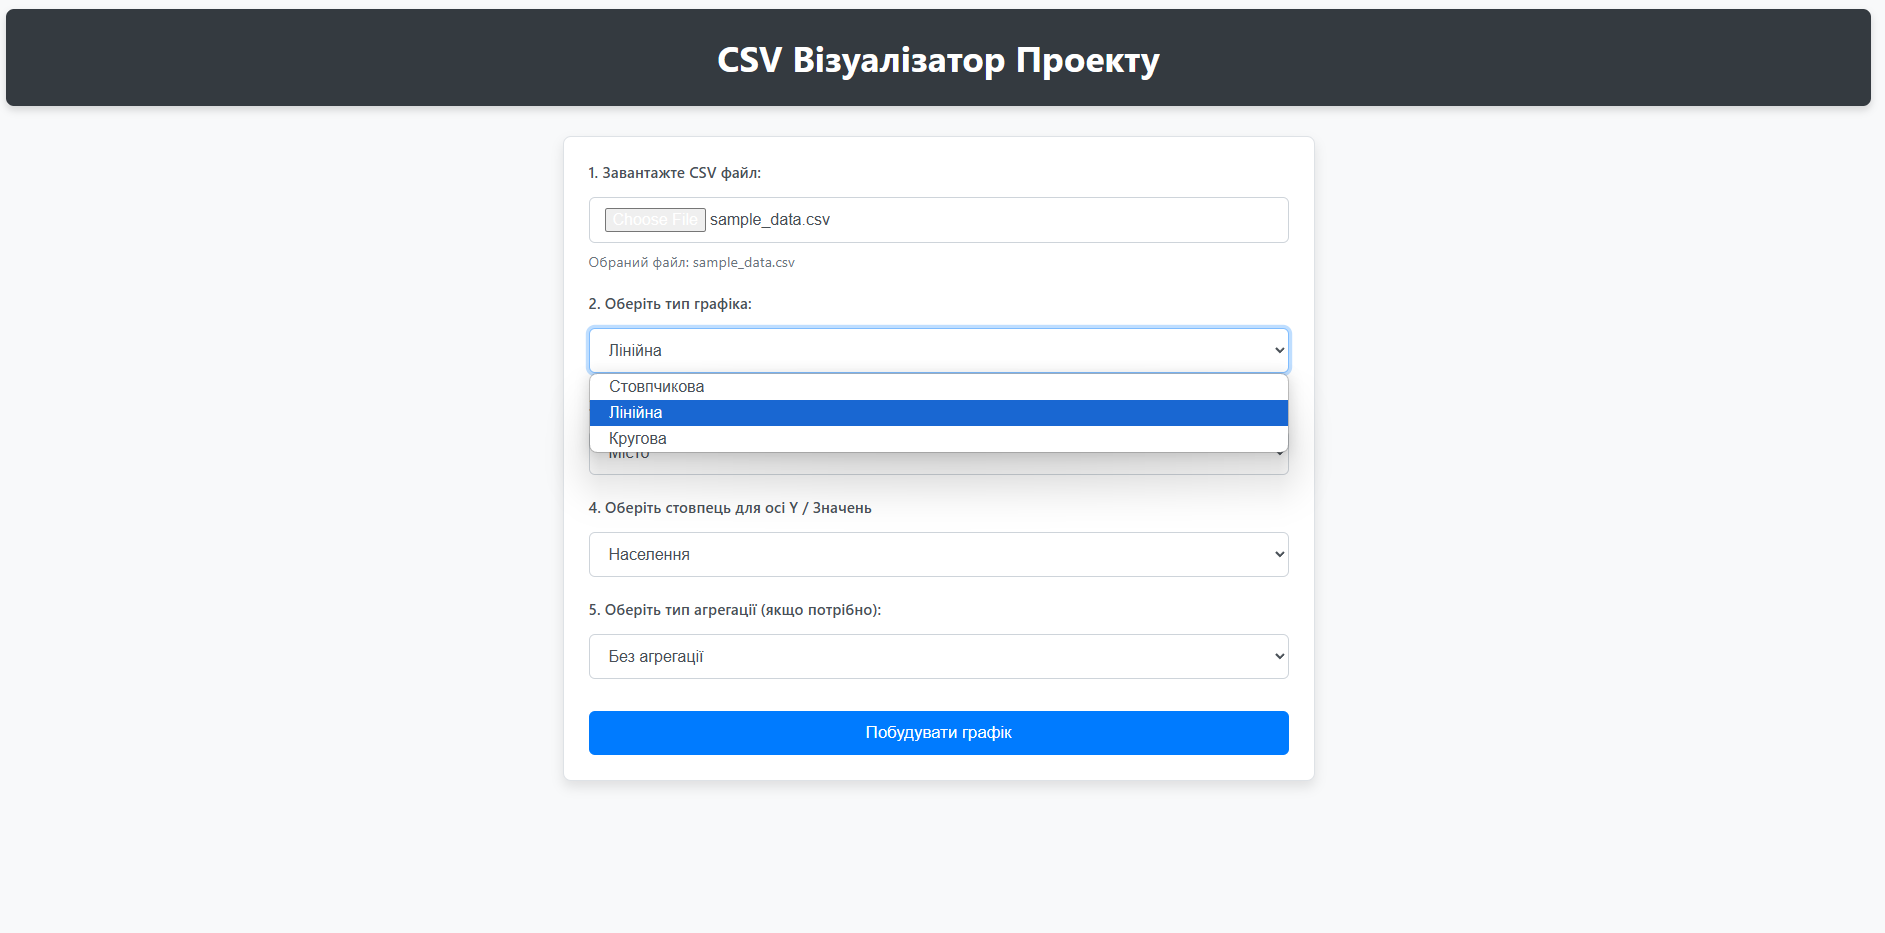 CSV Візуалізатор Проекту
1. Завантажте CSV файл:
Choose File sample_data.csv
Обраний файл: sample_data.csv
2. Оберіть тип графіка:
Лінійна
Стовпчикова
Лінійна
Кругова
Місто
4. Оберіть стовпець для осі Y / Значень
Населення
5. Оберіть тип агрегації (якщо потрібно):
Без агрегації
Побудувати графік